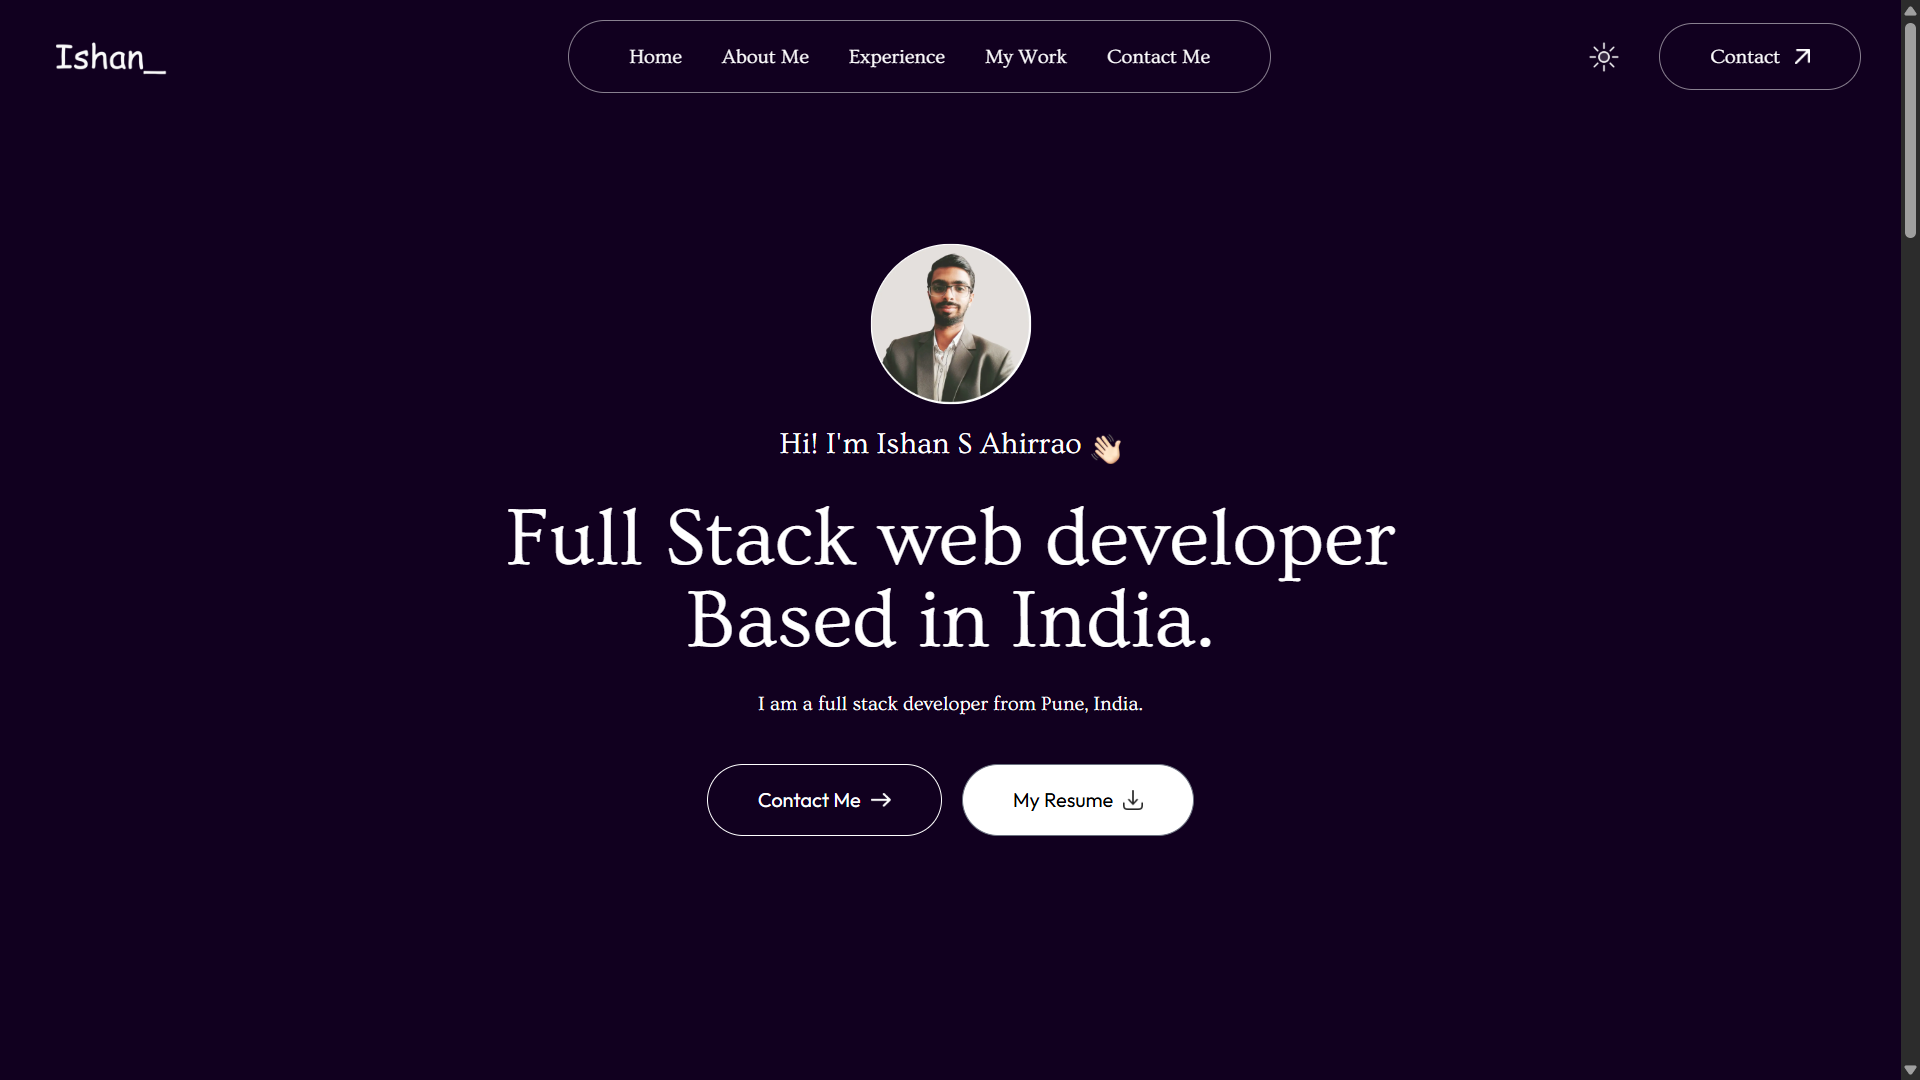 Ishan_
Home About Me Experience My Work Contact Me
Contact
Hi! I'm Ishan S Ahirrao 👋🏻
Full Stack web developer
Based in India.
I am a full stack developer from Pune, India.
Contact Me
My Resume